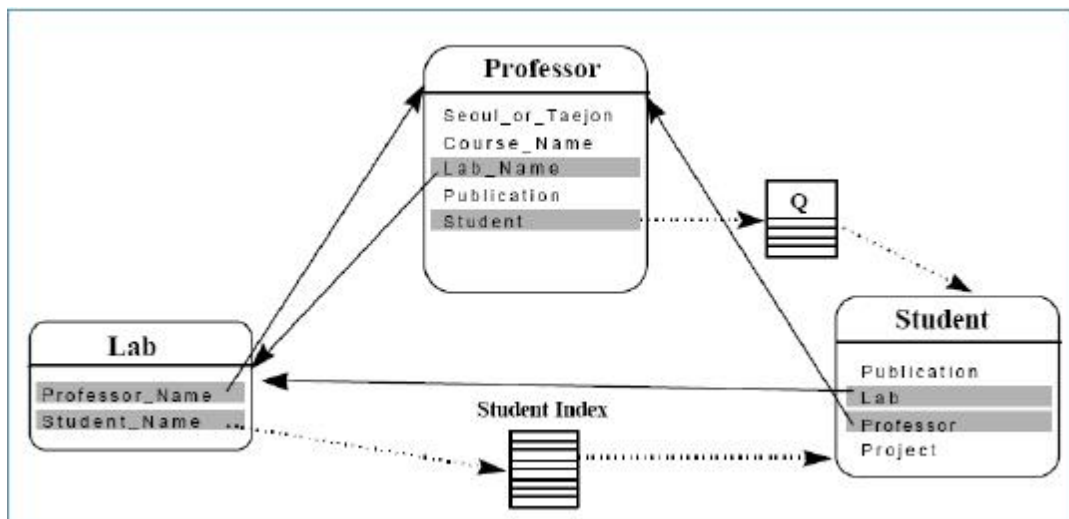 Professor
Seoul_or_Taejon
Course_Name
Lab_Name
Publication
Student
Q
Lab
Professor_Name
Student_Name
Student Index
Student
Publication
Lab
Professor
Project